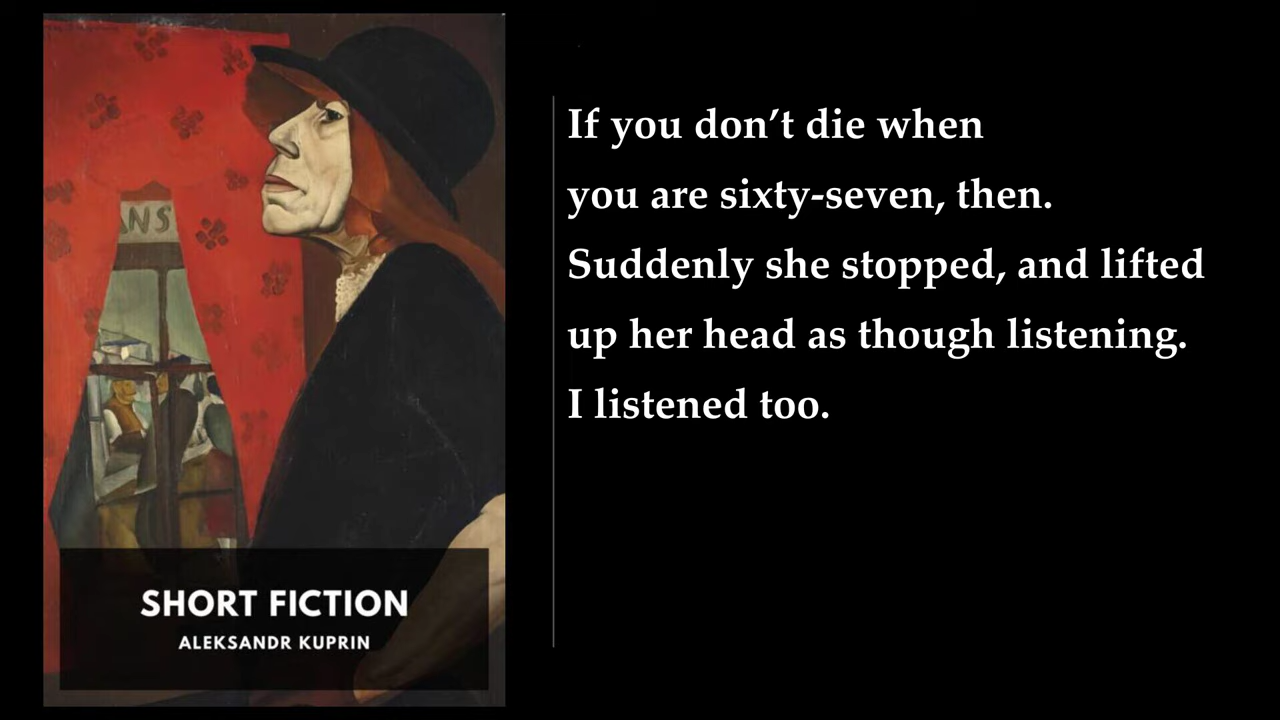 ANS
SHORT FICTION
ALEKSANDR KUPRIN
If you don’t die when
you are sixty-seven, then.
Suddenly she stopped, and lifted
up her head as though listening.
I listened too.